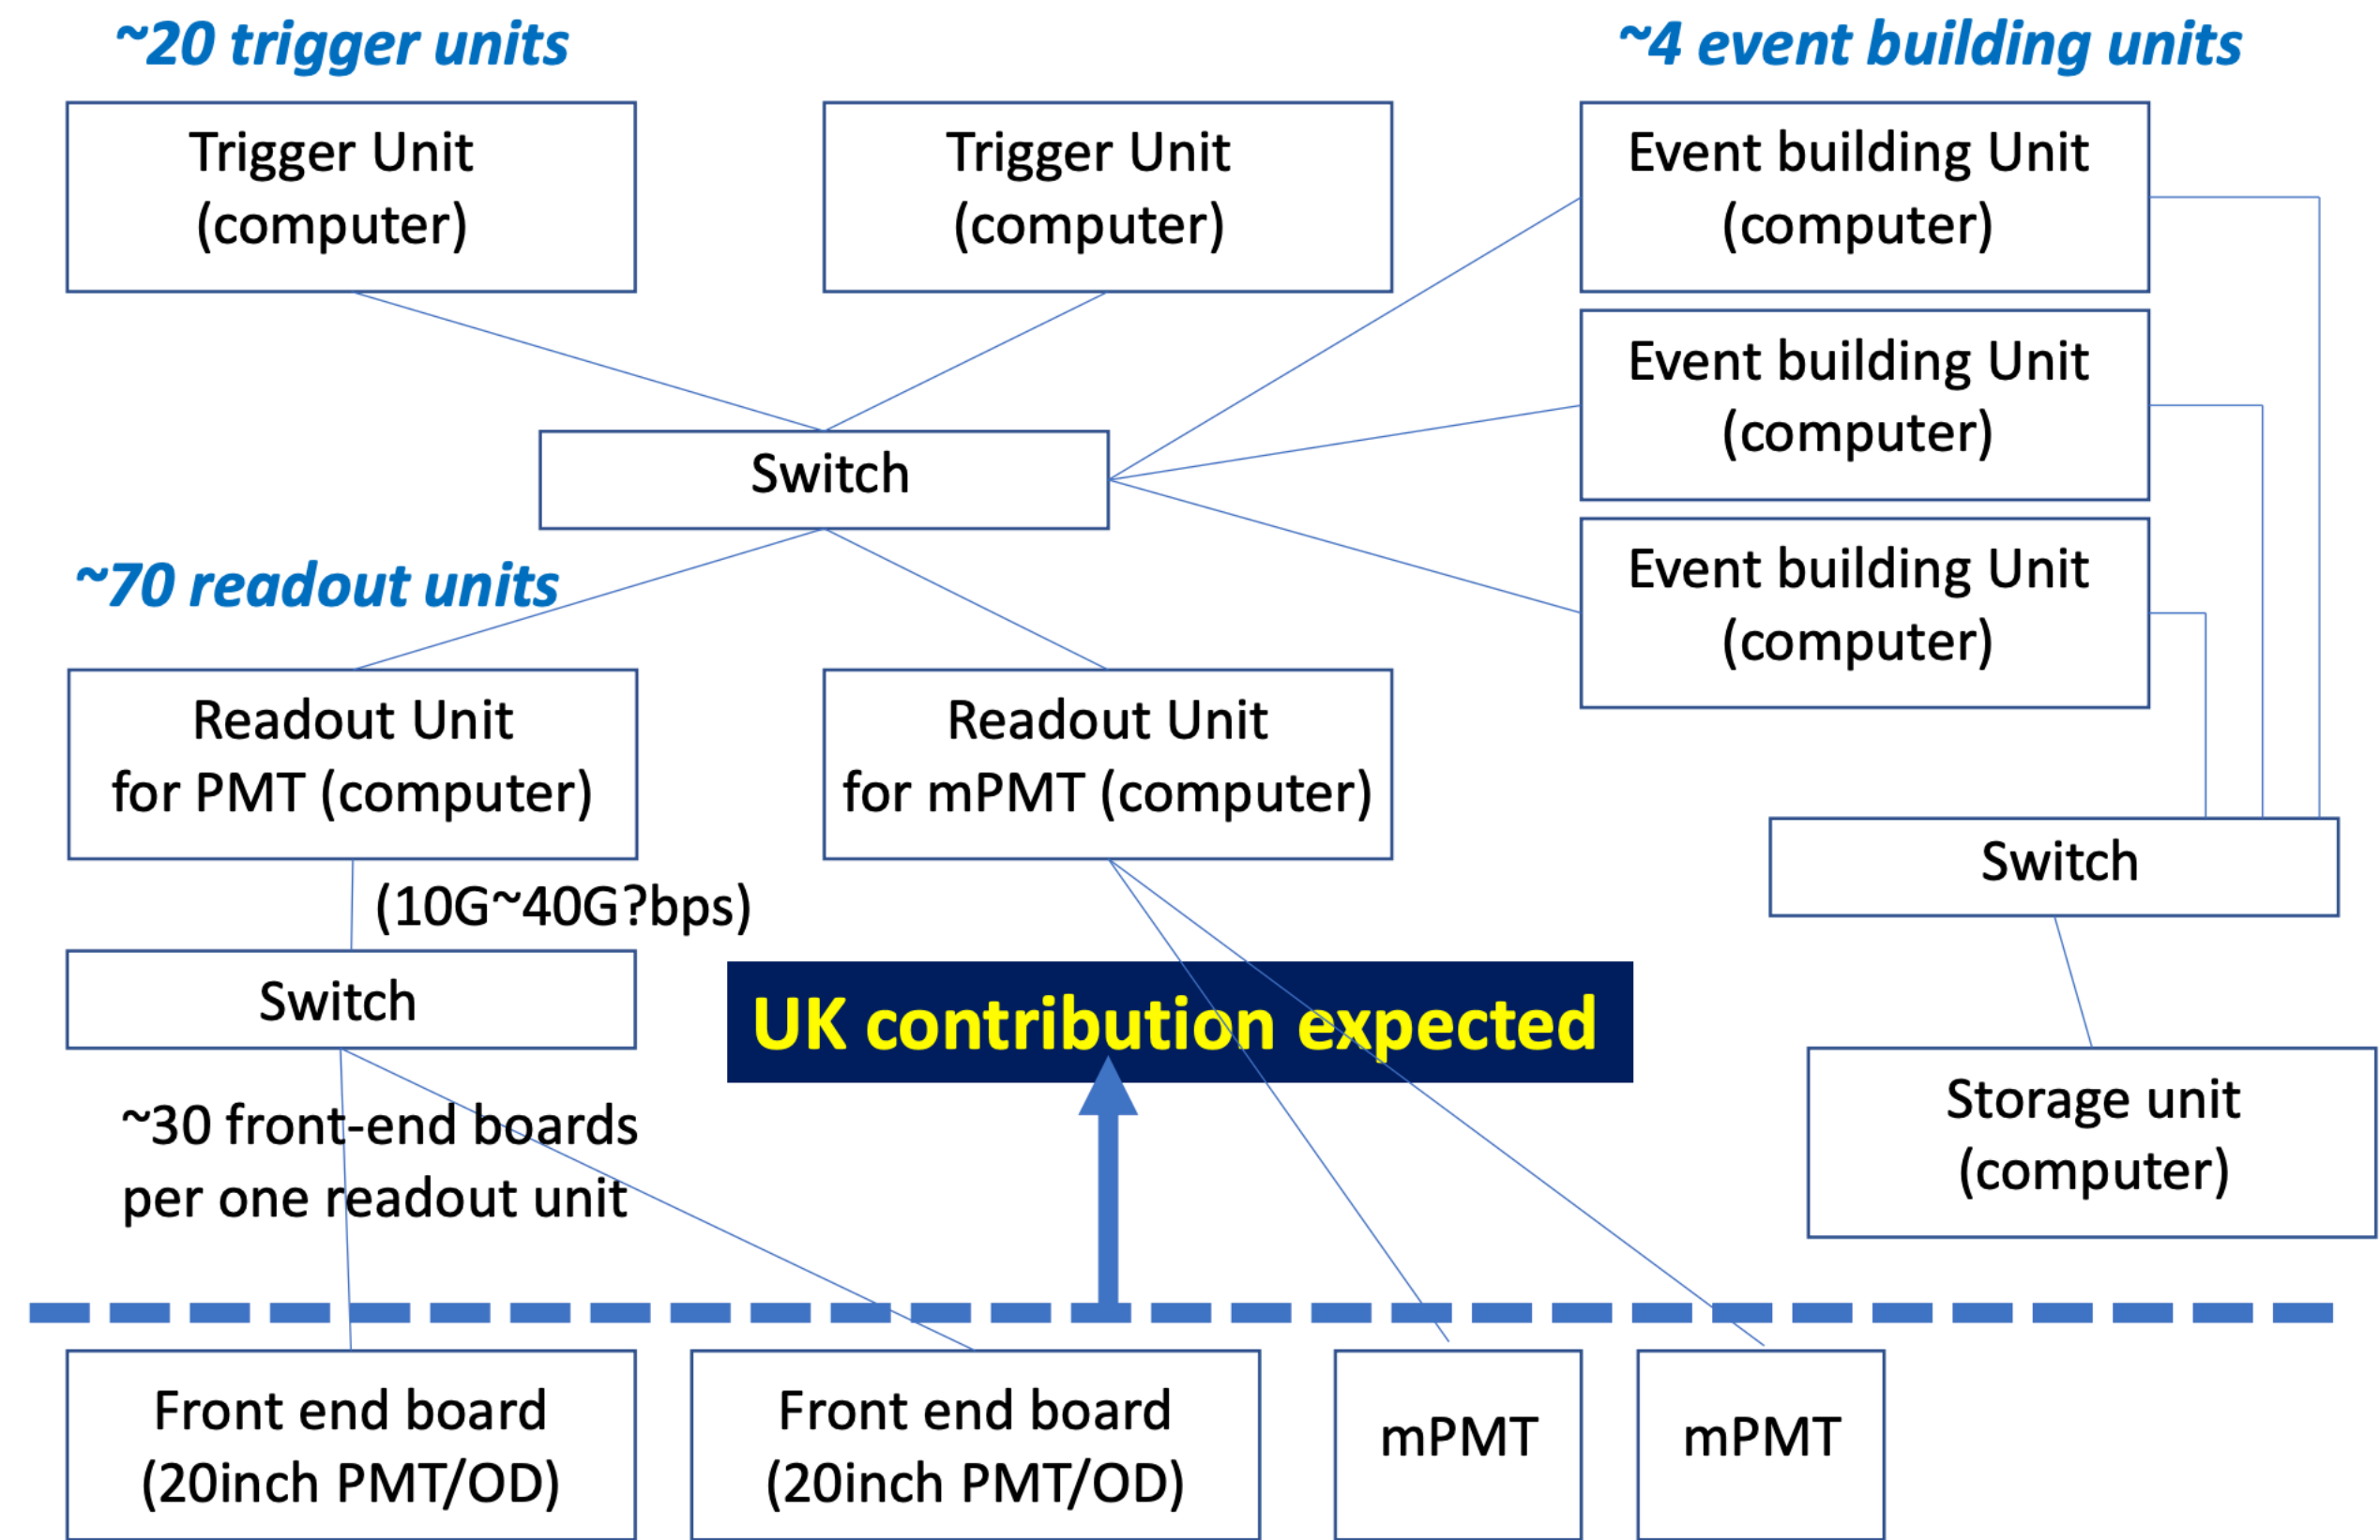 ~20 trigger units
~4 event building units
Trigger Unit
(computer)
Trigger Unit
(computer)
Event building Unit
(computer)
Event building Unit
(computer)
Switch
Event building Unit
(computer)
~70 readout units
Readout Unit
for PMT (computer)
Readout Unit
for mPMT (computer)
Switch
(10G~40G?bps)
Switch
UK contribution expected
~30 front-end boards
per one readout unit
Storage unit
(computer)
Front end board
(20inch PMT/OD)
Front end board
(20inch PMT/OD)
mPMT
mPMT